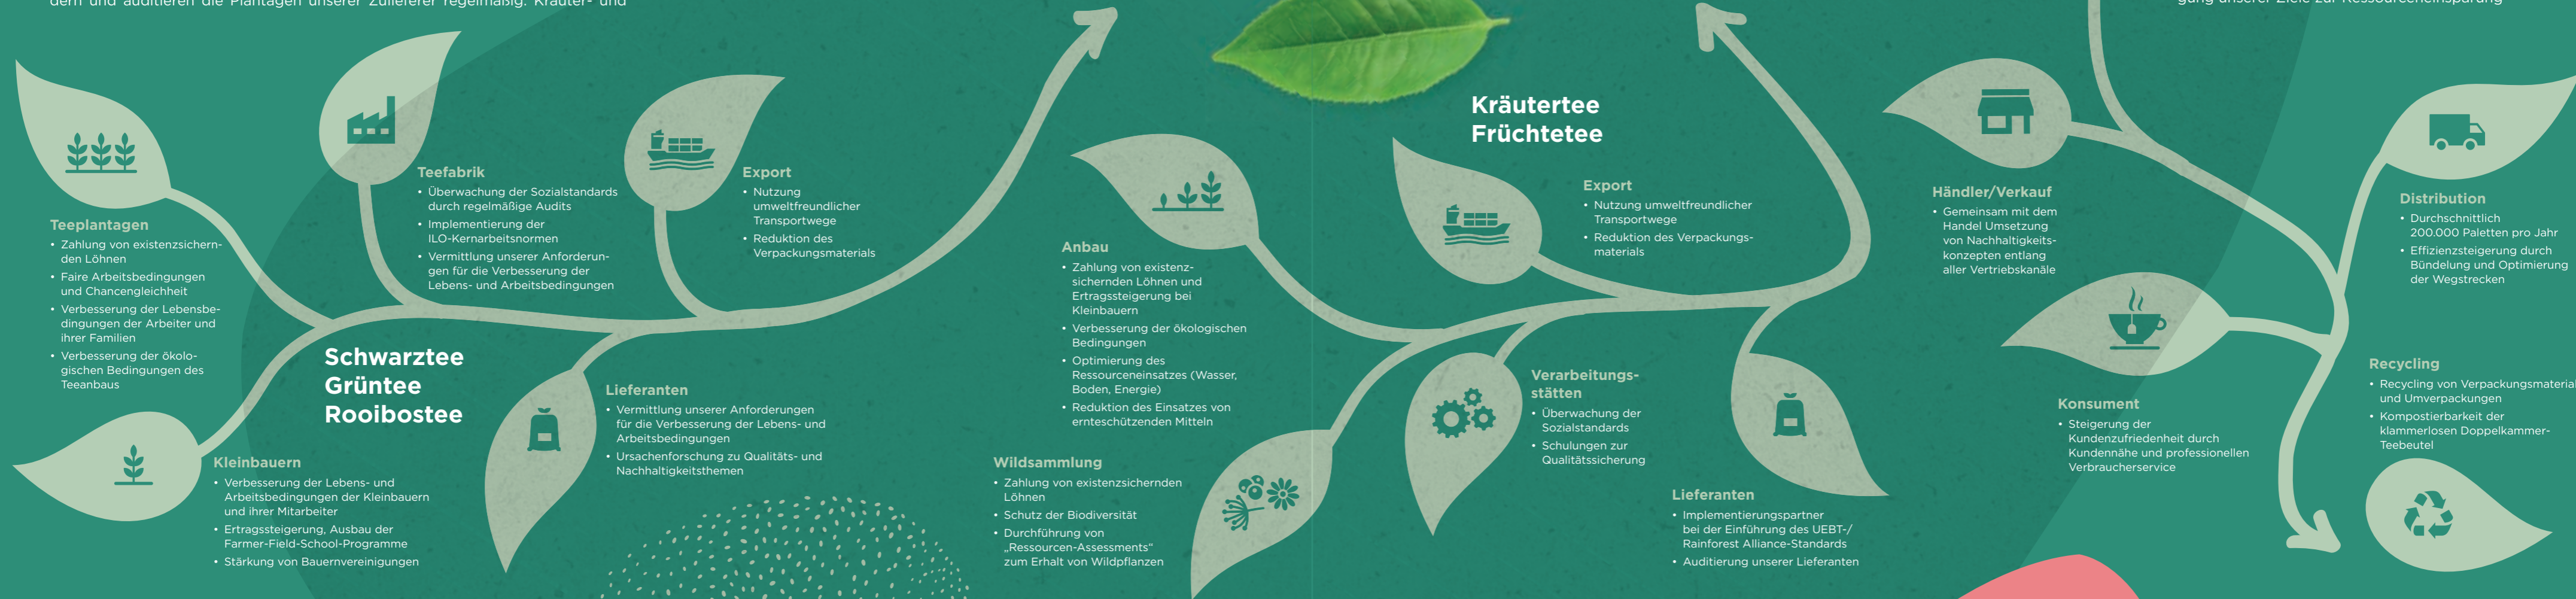 dern und auditieren die Plantagen unserer Zulieferer regelmäßig. Kräuter- und
gung unserer Ziele zur Ressourceneinsparung
Teeplantagen
• Zahlung von existenzsichern-
den Löhnen
• Faire Arbeitsbedingungen
und Chancengleichheit
• Verbesserung der Lebensbe-
dingungen der Arbeiter und
ihrer Familien
• Verbesserung der ökolo-
gischen Bedingungen des
Teeanbaus
Teefabrik
• Überwachung der Sozialstandards
durch regelmäßige Audits
• Implementierung der
ILO-Kernarbeitsnormen
• Vermittlung unserer Anforderun-
gen für die Verbesserung der
Lebens- und Arbeitsbedingungen
Export
• Nutzung
umweltfreundlicher
Transportwege
• Reduktion des
Verpackungsmaterials
Schwarztee
Grüntee
Rooibostee
Kleinbauern
• Verbesserung der Lebens- und
Arbeitsbedingungen der Kleinbauern
und ihrer Mitarbeiter
• Ertragssteigerung, Ausbau der
Farmer-Field-School-Programme
• Stärkung von Bauernvereinigungen
Lieferanten
• Vermittlung unserer Anforderungen
für die Verbesserung der Lebens- und
Arbeitsbedingungen
• Ursachenforschung zu Qualitäts- und
Nachhaltigkeitsthemen
Kräutertee
Früchtetee
Anbau
• Zahlung von existenz-
sichernden Löhnen und
Ertragssteigerung bei
Kleinbauern
• Verbesserung der ökologischen
Bedingungen
• Optimierung des
Ressourceneinsatzes (Wasser,
Boden, Energie)
• Reduktion des Einsatzes von
ernteschützenden Mitteln
Export
• Nutzung umweltfreundlicher
Transportwege
• Reduktion des Verpackungs-
materials
Wildsammlung
• Zahlung von existenzsichernden
Löhnen
• Schutz der Biodiversität
• Durchführung von
„Ressourcen-Assessments“
zum Erhalt von Wildpflanzen
Verarbeitungs-
stätten
• Überwachung der
Sozialstandards
• Schulungen zur
Qualitätssicherung
Lieferanten
• Implementierungspartner
bei der Einführung des UEBT-/
Rainforest Alliance-Standards
• Auditierung unserer Lieferanten
Händler/Verkauf
• Gemeinsam mit dem
Handel Umsetzung
von Nachhaltigkeits-
konzepten entlang
aller Vertriebskanäle
Distribution
• Durchschnittlich
200.000 Paletten pro Jahr
• Effizienzsteigerung durch
Bündelung und Optimierung
der Wegstrecken
Konsument
• Steigerung der
Kundenzufriedenheit durch
Kundennähe und professionellen
Verbraucherservice
Recycling
• Recycling von Verpackungsmaterial
und Umverpackungen
• Kompostierbarkeit der
klammerlosen Doppelkammer-
Teebeutel